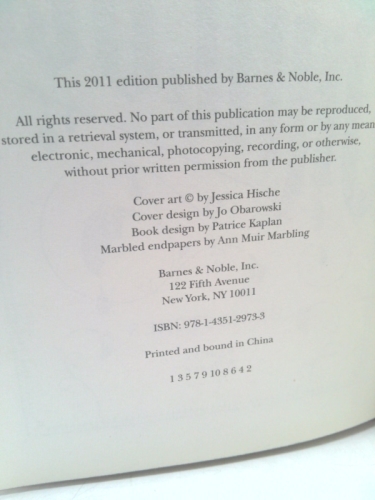 This 2011 edition published by Barnes & Noble, Inc.
All rights reserved. No part of this publication may be reproduced,
stored in a retrieval system, or transmitted, in any form or by any mean
electronic, mechanical, photocopying, recording, or otherwise,
without prior written permission from the publisher.
Cover art © by Jessica Hische
Cover design by Jo Obarowski
Book design by Patrice Kaplan
Marbled endpapers by Ann Muir Marbling
Barnes & Noble, Inc.
122 Fifth Avenue
New York, NY 10011
ISBN: 978-1-4351-2973-3
Printed and bound in China
1 3 5 7 9 10 8 6 4 2